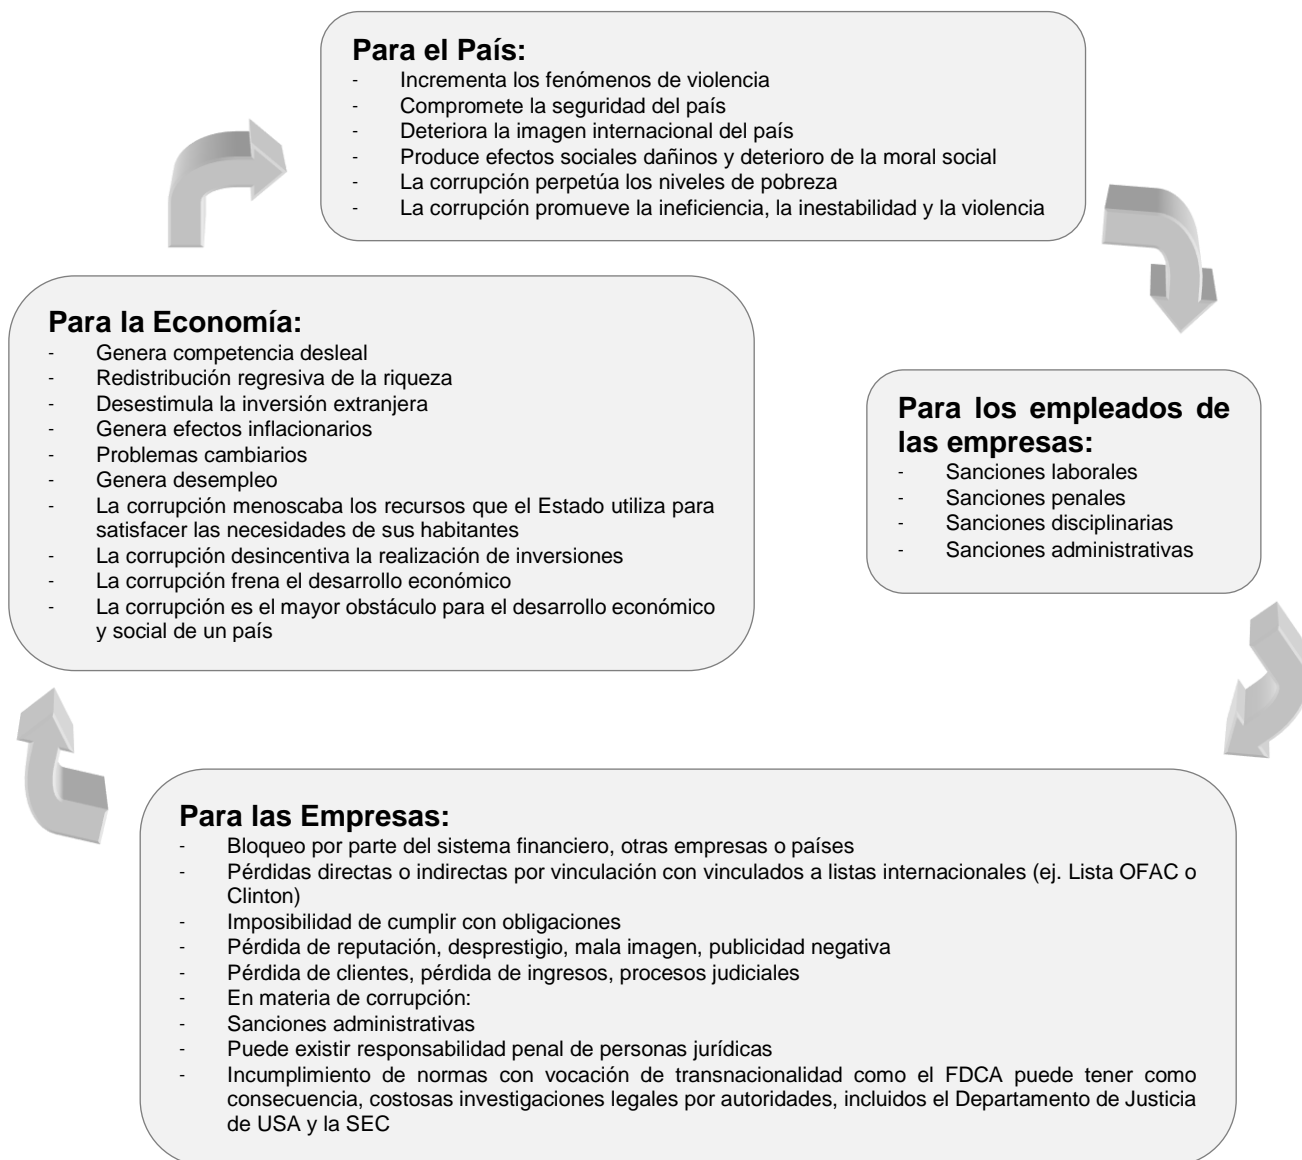 Para el País:
- Incrementa los fenómenos de violencia
- Compromete la seguridad del país
- Deteriora la imagen internacional del país
- Produce efectos sociales dañinos y deterioro de la moral social
- La corrupción perpetúa los niveles de pobreza
- La corrupción promueve la ineficiencia, la inestabilidad y la violencia
Para la Economía:
- Genera competencia desleal
- Redistribución regresiva de la riqueza
- Desestimula la inversión extranjera
- Genera efectos inflacionarios
- Problemas cambiarios
- Genera desempleo
- La corrupción menoscaba los recursos que el Estado utiliza para
satisfacer las necesidades de sus habitantes
- La corrupción desincentiva la realización de inversiones
- La corrupción frena el desarrollo económico
- La corrupción es el mayor obstáculo para el desarrollo económico
y social de un país
Para los empleados de
las empresas:
- Sanciones laborales
- Sanciones penales
- Sanciones disciplinarias
- Sanciones administrativas
Para las Empresas:
- Bloqueo por parte del sistema financiero, otras empresas o países
- Pérdidas directas o indirectas por vinculación con vinculados a listas internacionales (ej. Lista OFAC o
Clinton)
- Imposibilidad de cumplir con obligaciones
- Pérdida de reputación, desprestigio, mala imagen, publicidad negativa
- Pérdida de clientes, pérdida de ingresos, procesos judiciales
- En materia de corrupción:
- Sanciones administrativas
- Puede existir responsabilidad penal de personas jurídicas
- Incumplimiento de normas con vocación de transnacionalidad como el FDCA puede tener como
consecuencia, costosas investigaciones legales por autoridades, incluidos el Departamento de Justicia
de USA y la SEC